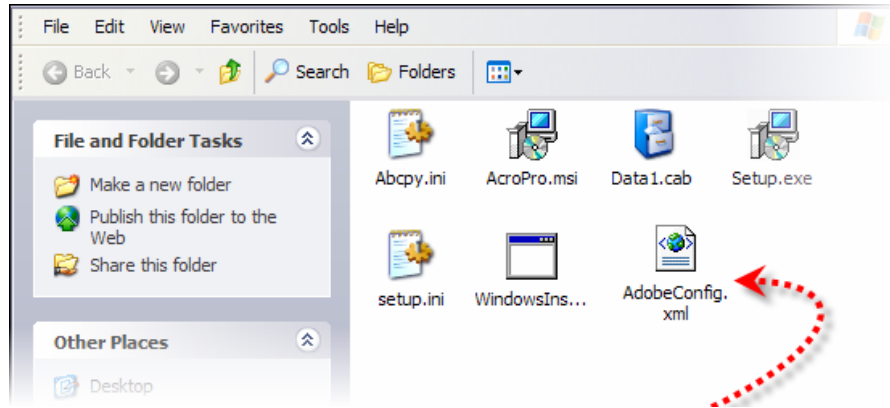 File Edit View Favorites Tools Help
Back Search Folders
File and Folder Tasks
Make a new folder
Publish this folder to the
Web
Share this folder
Other Places
Desktop
Abcpy.ini AcroPro.msi Data1.cab Setup.exe
setup.ini WindowsIns... AdobeConfig.
xml